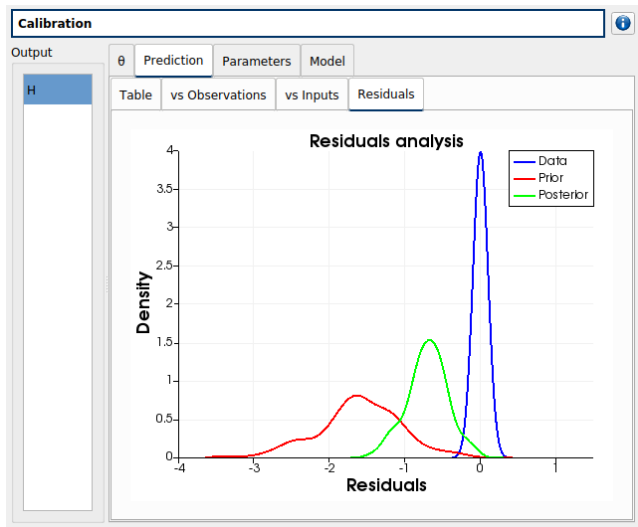 Calibration
Output
H
θ Prediction Parameters Model
Table vs Observations vs Inputs Residuals
Residuals analysis
Data
Prior
Posterior
Density
4
3.5
3
2.5
2
1.5
1
0.5
0
-4 -3 -2 -1 0 1
Residuals